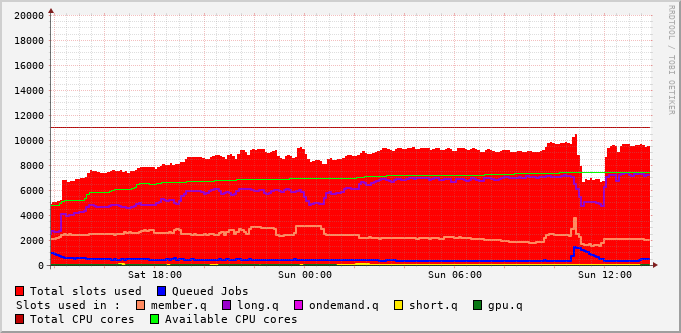 20000
18000
16000
14000
12000
10000
8000
6000
4000
2000
0
Sat 18:00 Sun 00:00 Sun 06:00 Sun 12:00
Total slots used Queued Jobs
Slots used in : member.q long.q ondemand.q short.q gpu.q
Total CPU cores Available CPU cores
RRDTOOL / TOBI OETIKER